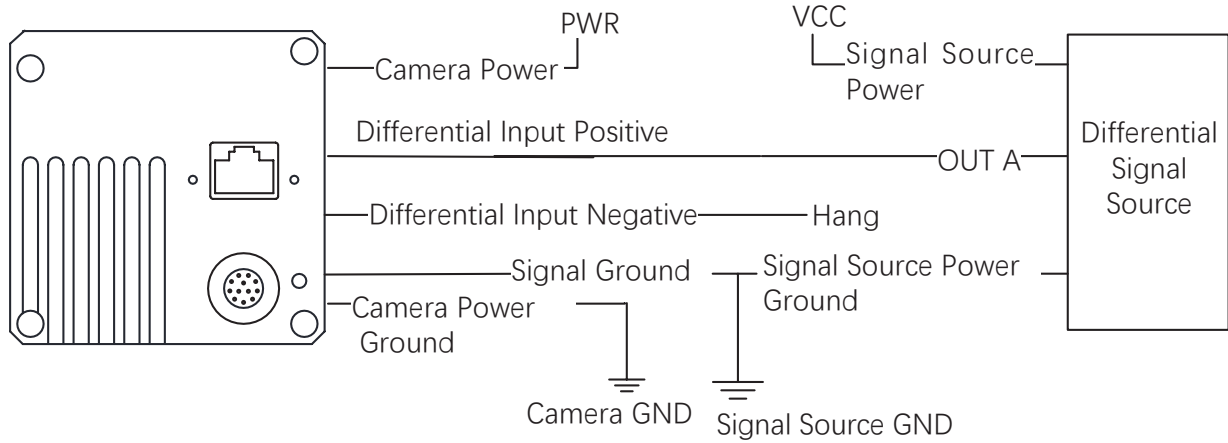 PWR
VCC
Camera Power
Signal Source
Power
Differential Input Positive
OUT A
Differential
Signal
Source
Differential Input Negative
Hang
Signal Ground
Signal Source Power
Ground
Camera Power
Ground
Camera GND
Signal Source GND